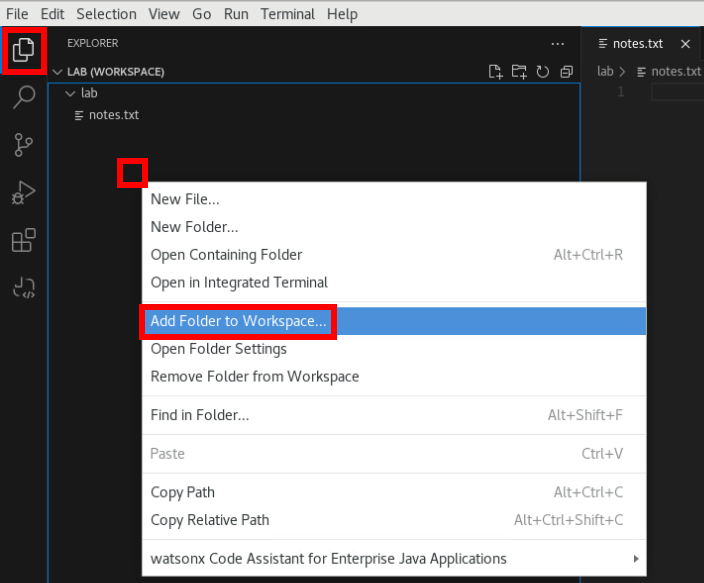 File Edit Selection View Go Run Terminal Help
EXPLORER ...
notes.txt
LAB (WORKSPACE)
lab > notes.txt
lab
1
notes.txt
New File...
New Folder...
Open Containing Folder Alt+Ctrl+R
Open in Integrated Terminal
Add Folder to Workspace...
Open Folder Settings
Remove Folder from Workspace
Find in Folder... Alt+Shift+F
Paste Ctrl+V
Copy Path Alt+Ctrl+C
Copy Relative Path Alt+Ctrl+Shift+C
watsonx Code Assistant for Enterprise Java Applications